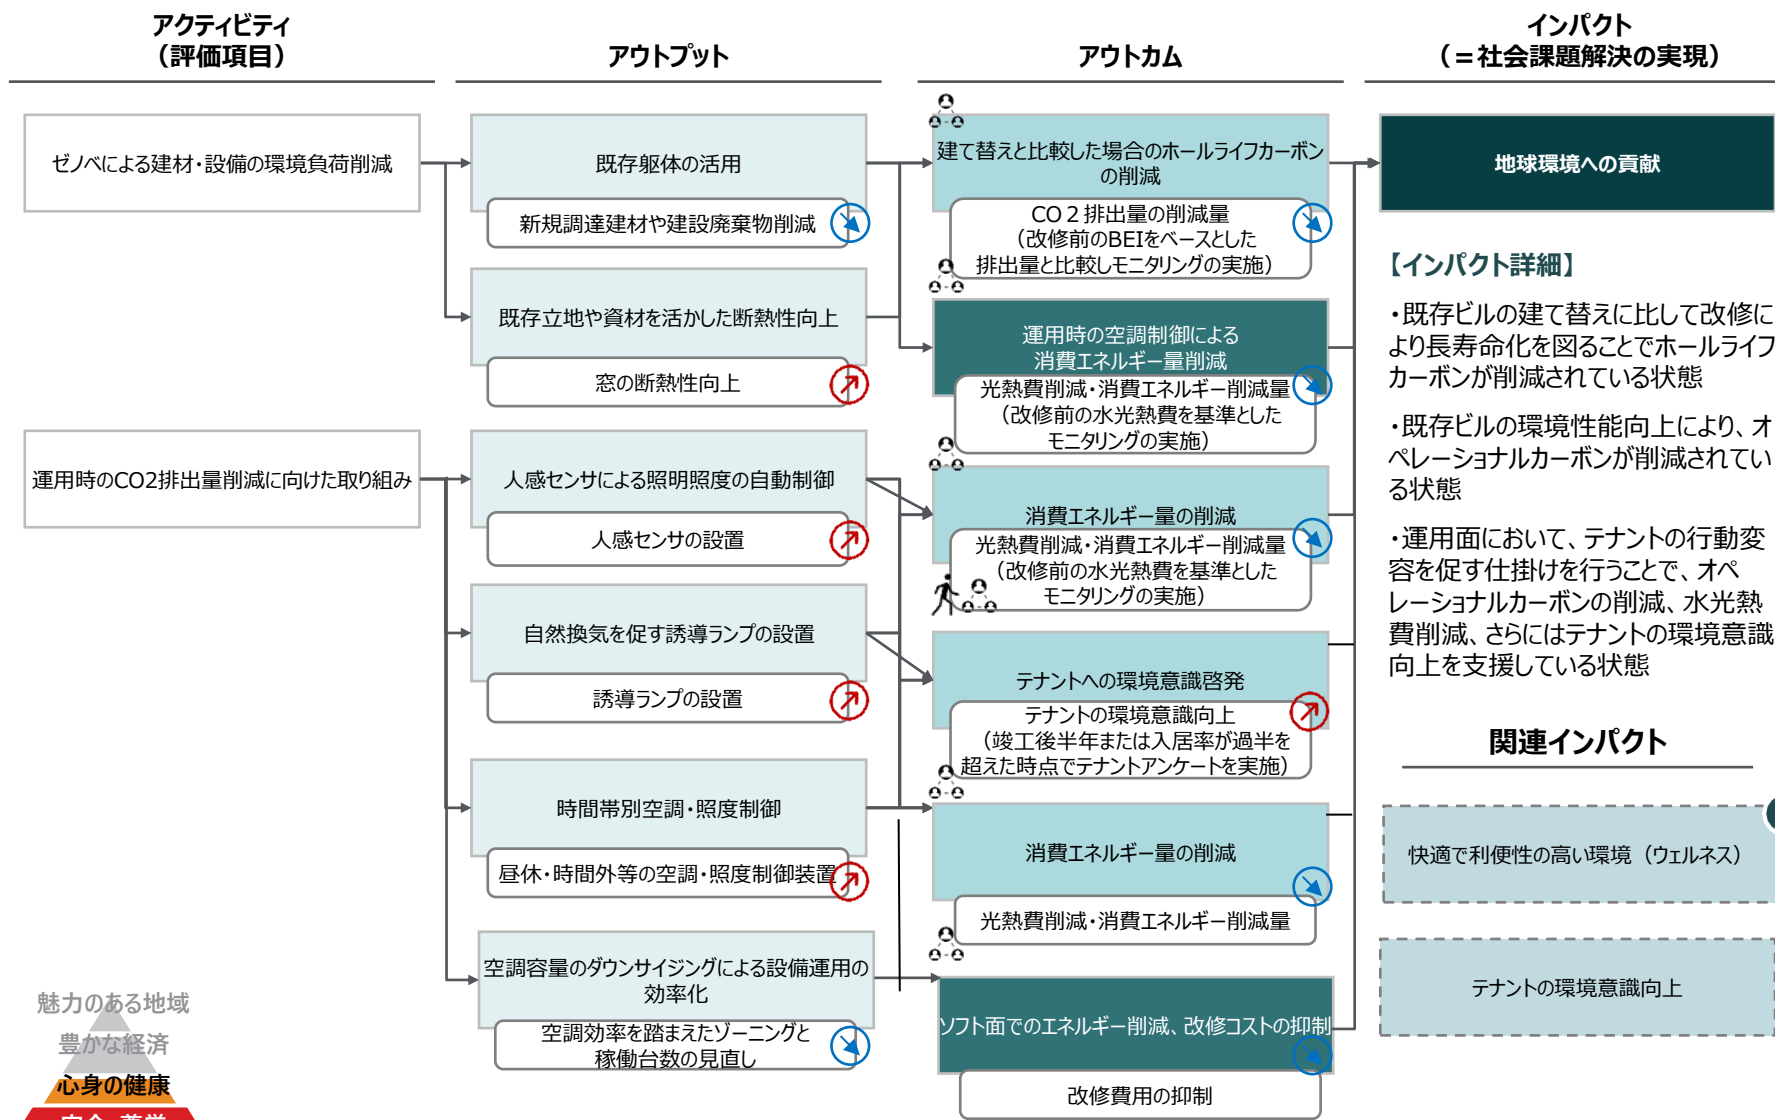 アクティビティ
（評価項目）
アウトプット
アウトカム
インパクト
（＝社会課題解決の実現）
ゼノベによる建材・設備の環境負荷削減
既存躯体の活用
新規調達建材や建設廃棄物削減
既存立地や資材を活かした断熱性向上
窓の断熱性向上
運用時のCO2排出量削減に向けた取り組み
人感センサによる照明照度の自動制御
人感センサの設置
自然換気を促す誘導ランプの設置
誘導ランプの設置
時間帯別空調・照度制御
昼休・時間外等の空調・照度制御装置
空調容量のダウンサイジングによる設備運用の
効率化
空調効率を踏まえたゾーニングと
稼働台数の見直し
建て替えと比較した場合のホールライフカーボン
の削減
CO２排出量の削減量
（改修前のBEIをベースとした
排出量と比較しモニタリングの実施）
運用時の空調制御による
消費エネルギー量削減
光熱費削減・消費エネルギー削減量
（改修前の水光熱費を基準とした
モニタリングの実施）
消費エネルギー量の削減
光熱費削減・消費エネルギー削減量
（改修前の水光熱費を基準とした
モニタリングの実施）
テナントへの環境意識啓発
テナントの環境意識向上
（竣工後半年または入居率が過半を
超えた時点でテナントアンケートを実施）
消費エネルギー量の削減
光熱費削減・消費エネルギー削減量
ソフト面でのエネルギー削減、改修コストの抑制
改修費用の抑制
地球環境への貢献
【インパクト詳細】
・既存ビルの建て替えに比して改修に
より長寿命化を図ることでホールライフ
カーボンが削減されている状態
・既存ビルの環境性能向上により、オ
ペレーショナルカーボンが削減されてい
る状態
・運用面において、テナントの行動変
容を促す仕掛けを行うことで、オペ
レーショナルカーボンの削減、水光熱
費削減、さらにはテナントの環境意識
向上を支援している状態
関連インパクト
快適で利便性の高い環境（ウェルネス）
テナントの環境意識向上
魅力のある地域
豊かな経済
心身の健康